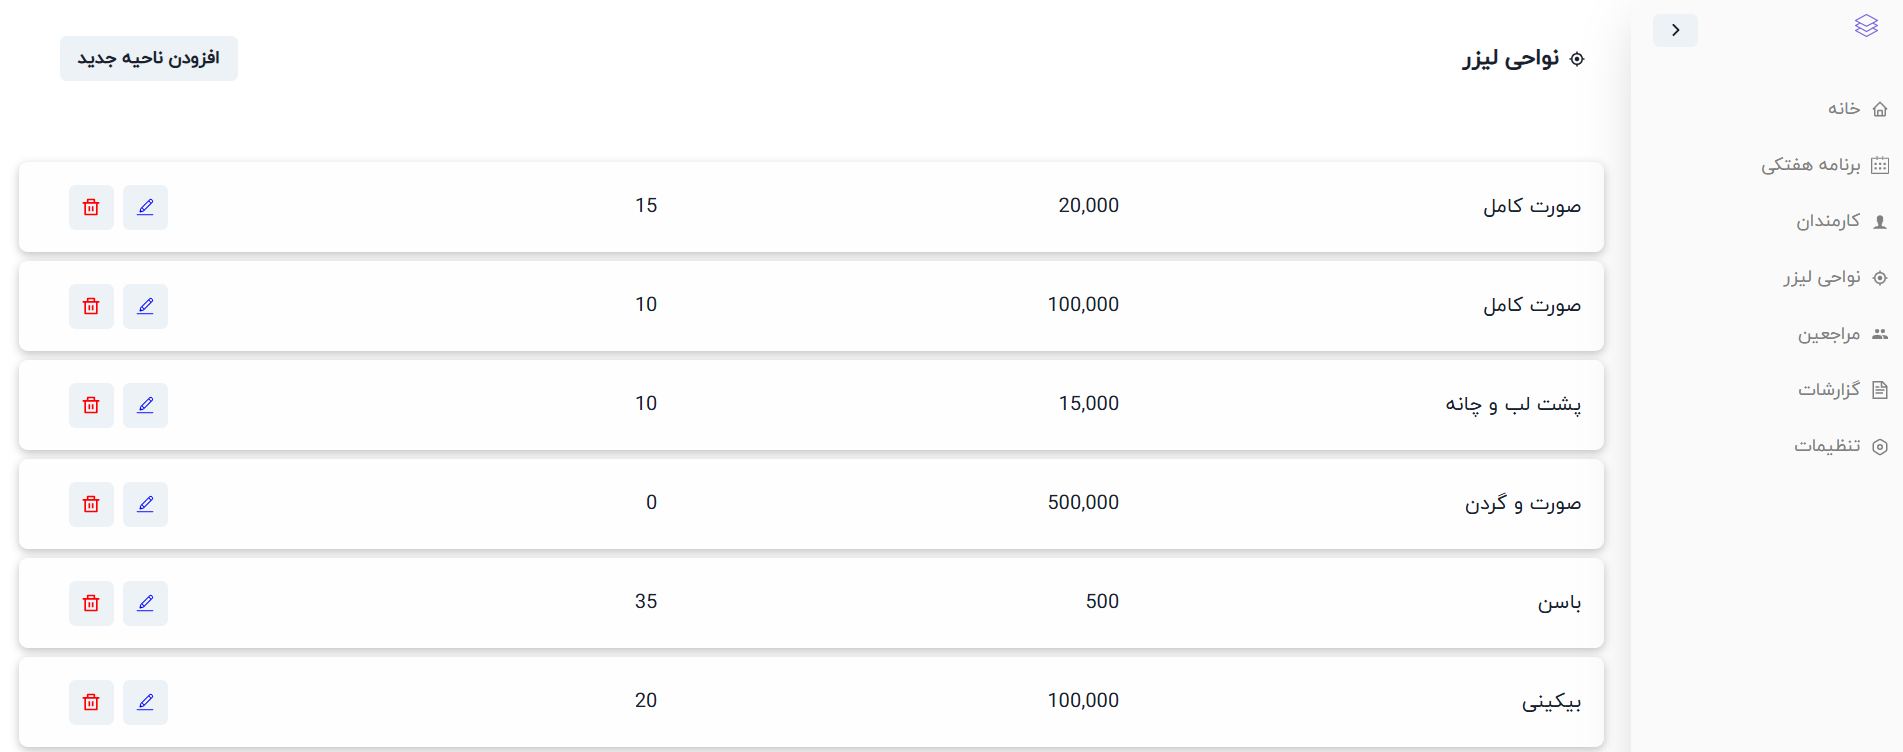 خانه
برنامه هفتکی
کارمندان
نواحی لیزر
مراجعین
گزارشات
تنظیمات
نواحی لیزر
افزودن ناحیه جدید
صورت کامل 20,000 15
صورت کامل 100,000 10
پشت لب و چانه 15,000 10
صورت و گردن 500,000 0
باسن 500 35
بیکینی 100,000 20